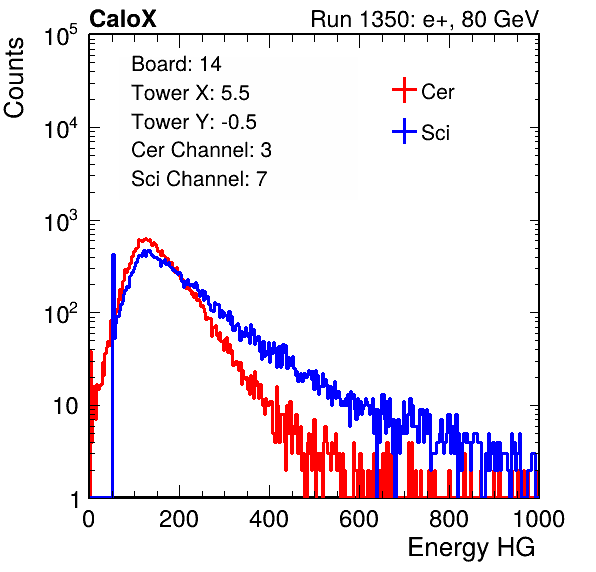 CaloX Run 1350: e+, 80 GeV
Counts
Board: 14
Tower X: 5.5
Tower Y: -0.5
Cer Channel: 3
Sci Channel: 7
Cer
Sci
10^5
10^4
10^3
10^2
10
1
0 200 400 600 800 1000
Energy HG